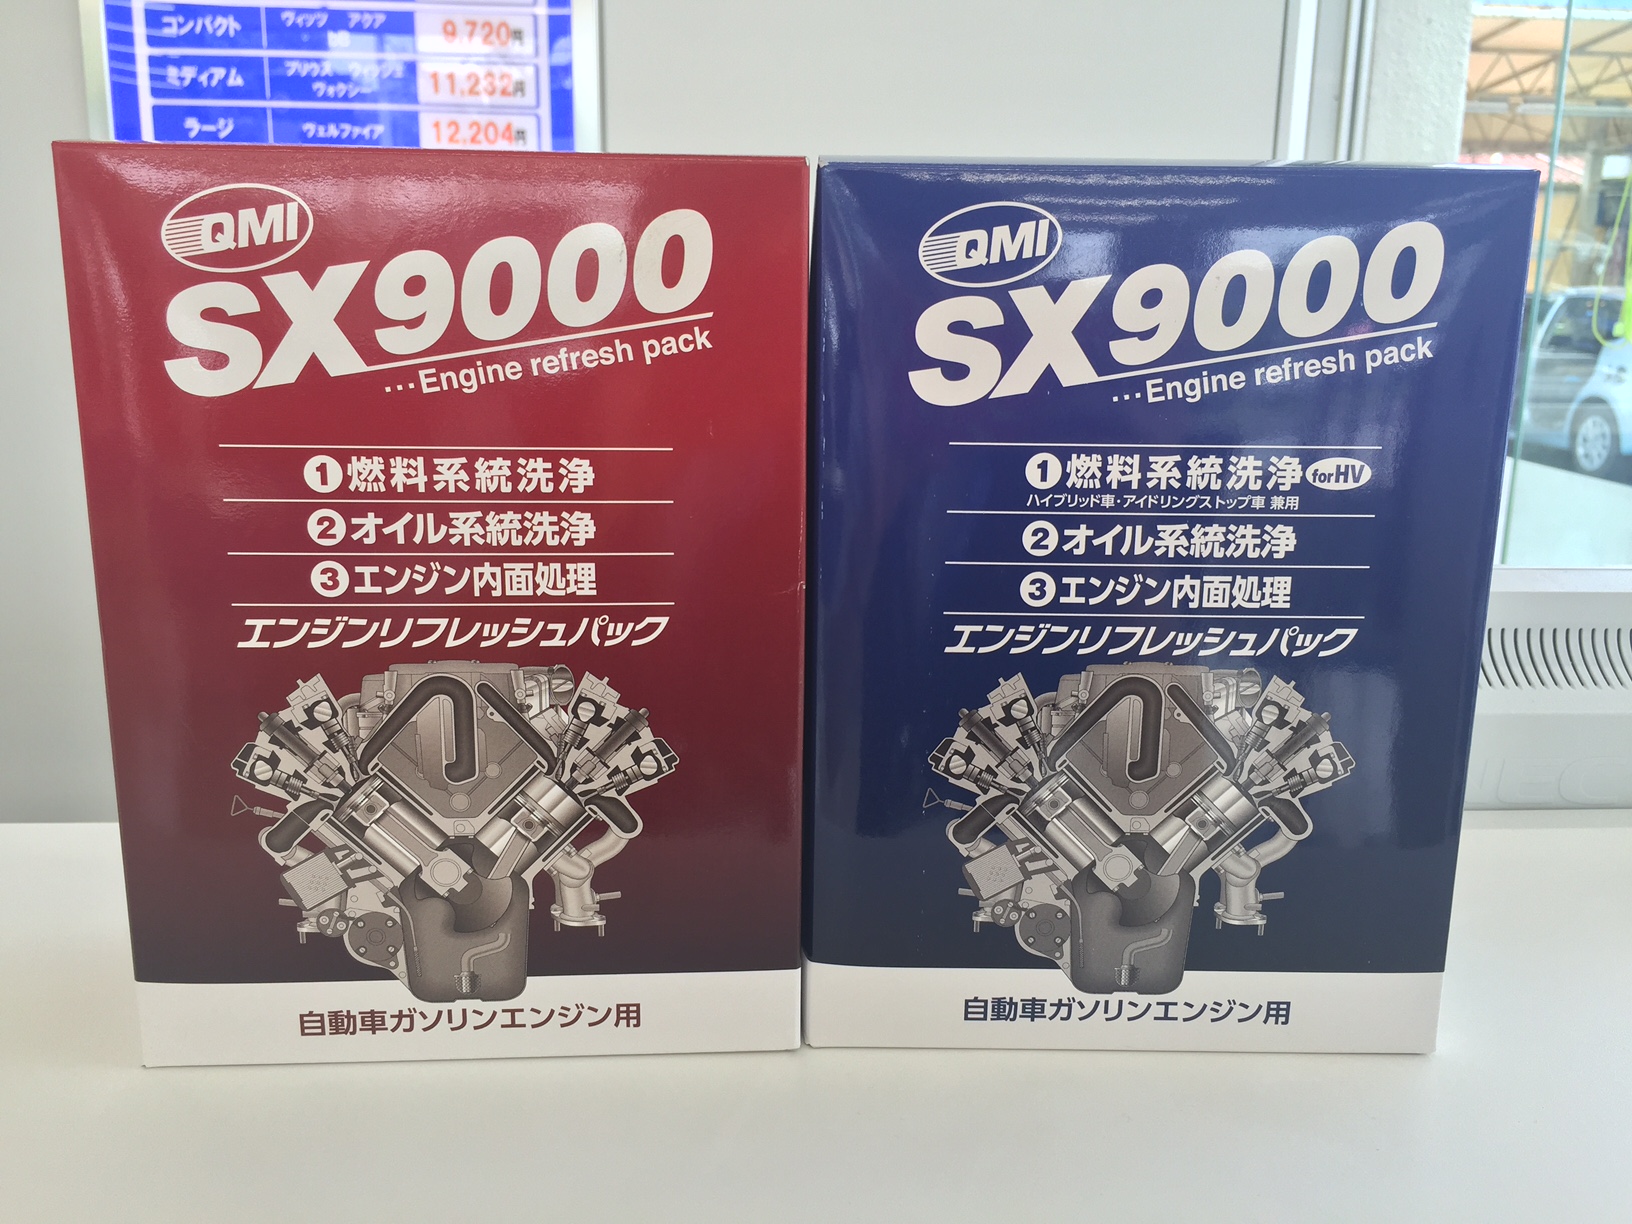 コンパクト ヴィッツ アクア 9,720円
ミディアム プリウス ウィッシュ 11,232円
ヴォクシー
ラージ ヴェルファイア 12,204円
QMI
SX9000
...Engine refresh pack
①燃料系統洗浄
②オイル系統洗浄
③エンジン内面処理
エンジンリフレッシュパック
自動車ガソリンエンジン用
QMI
SX9000
...Engine refresh pack
①燃料系統洗浄 forHV
ハイブリッド車・アイドリングストップ車 兼用
②オイル系統洗浄
③エンジン内面処理
エンジンリフレッシュパック
自動車ガソリンエンジン用